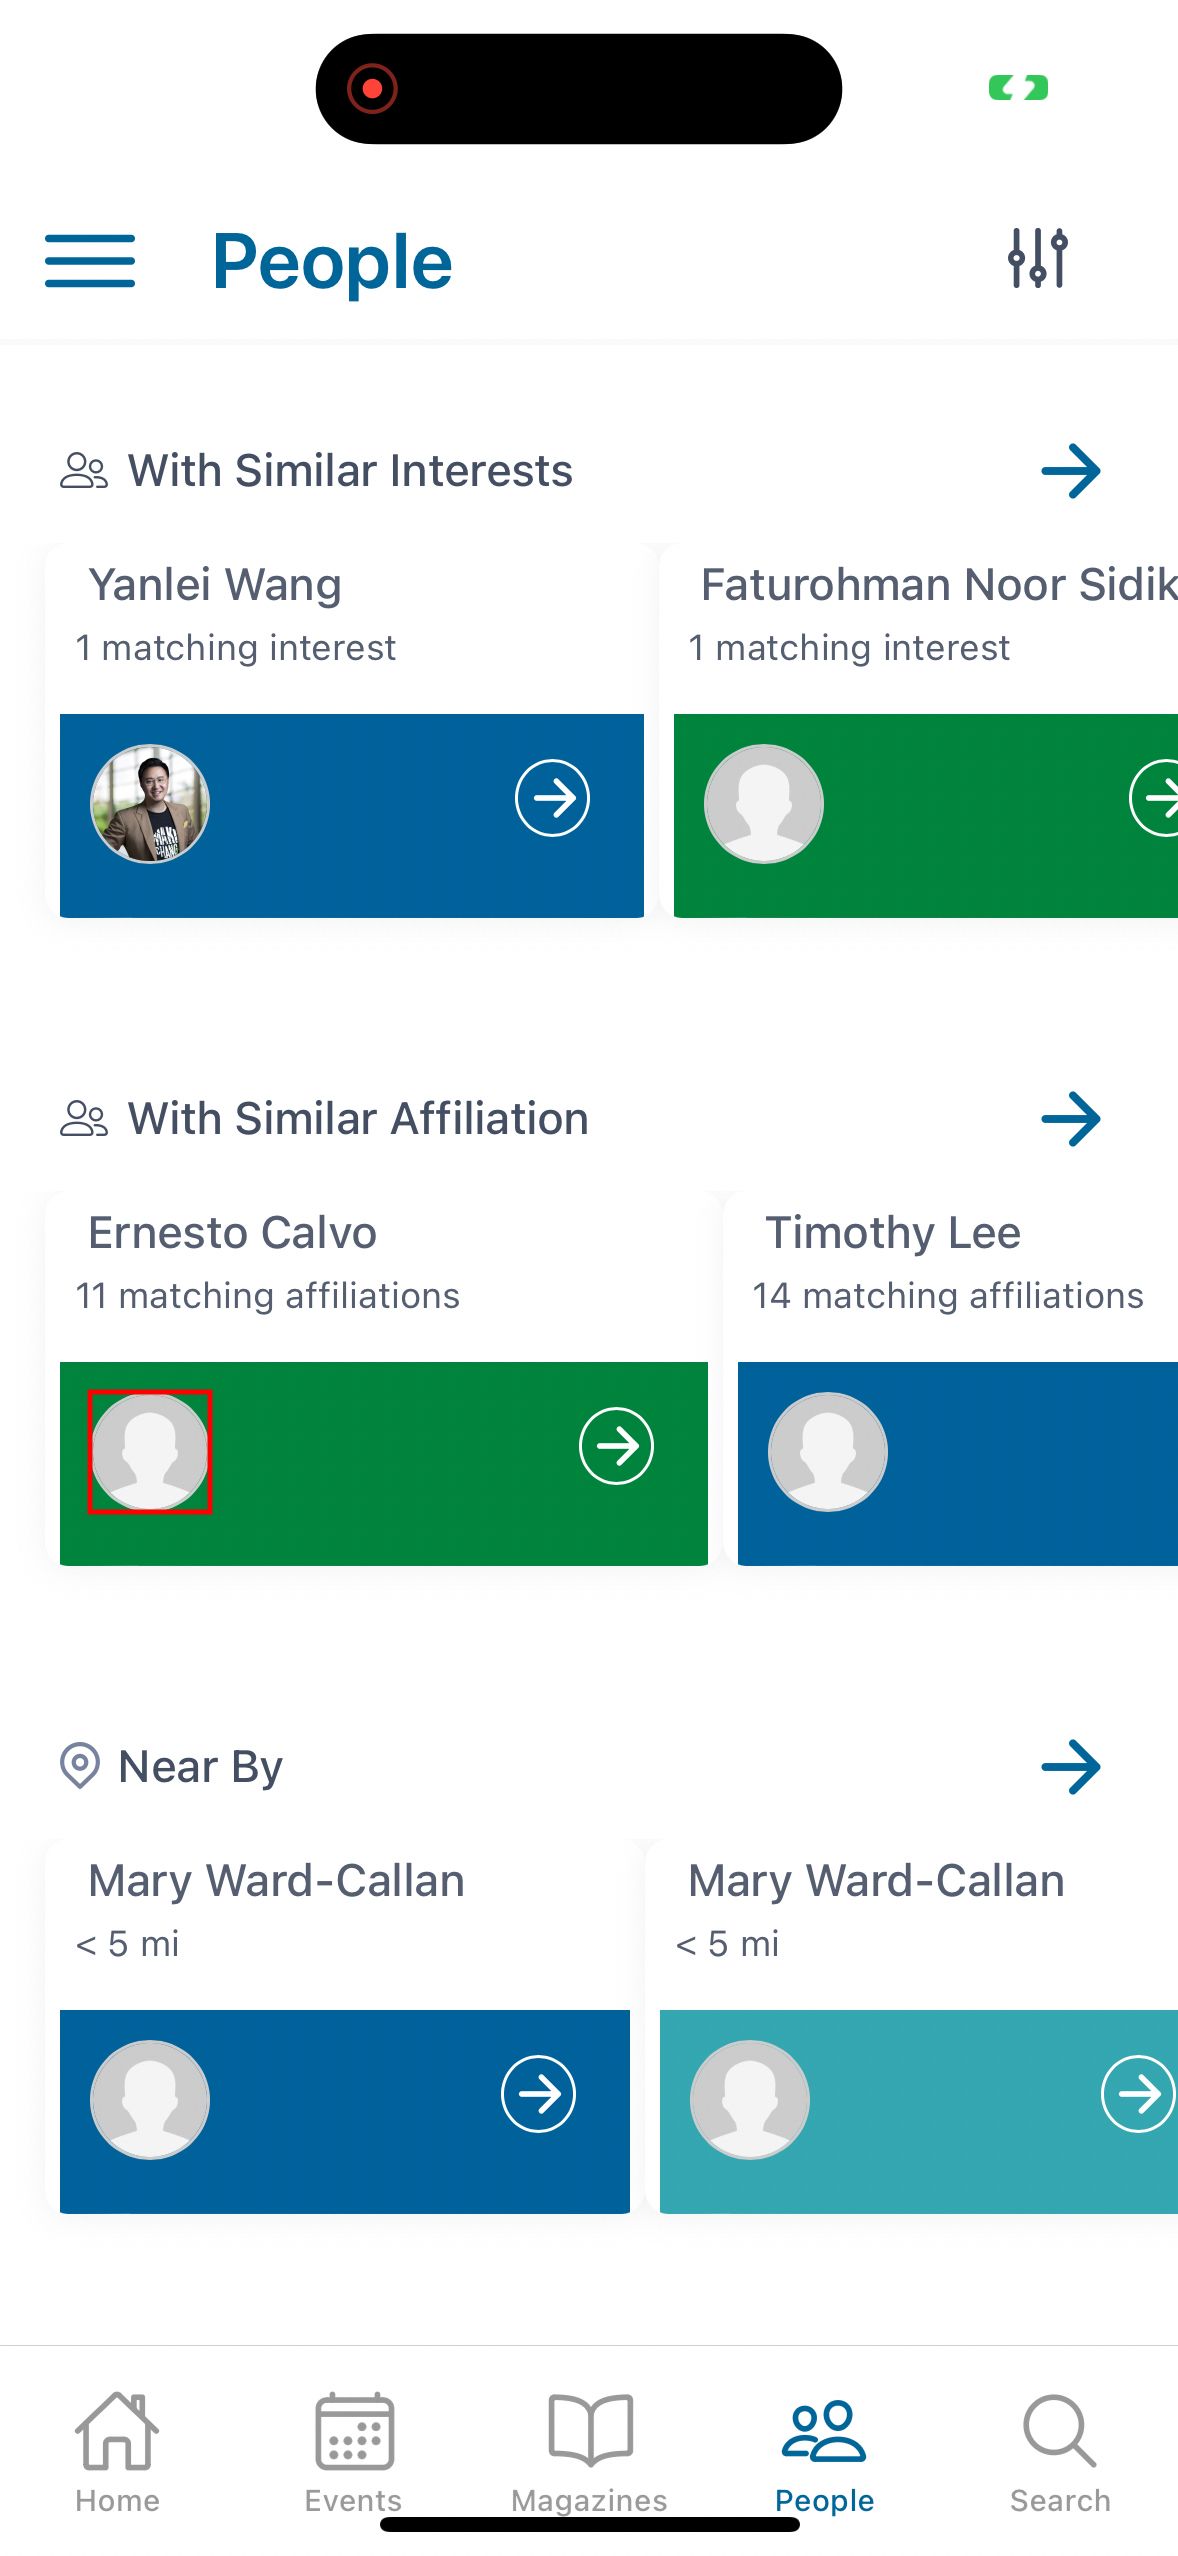 People
With Similar Interests
Yanlei Wang
1 matching interest
Faturohman Noor Sidik
1 matching interest
With Similar Affiliation
Ernesto Calvo
11 matching affiliations
Timothy Lee
14 matching affiliations
Near By
Mary Ward-Callan
< 5 mi
Mary Ward-Callan
< 5 mi
Home
Events
Magazines
People
Search